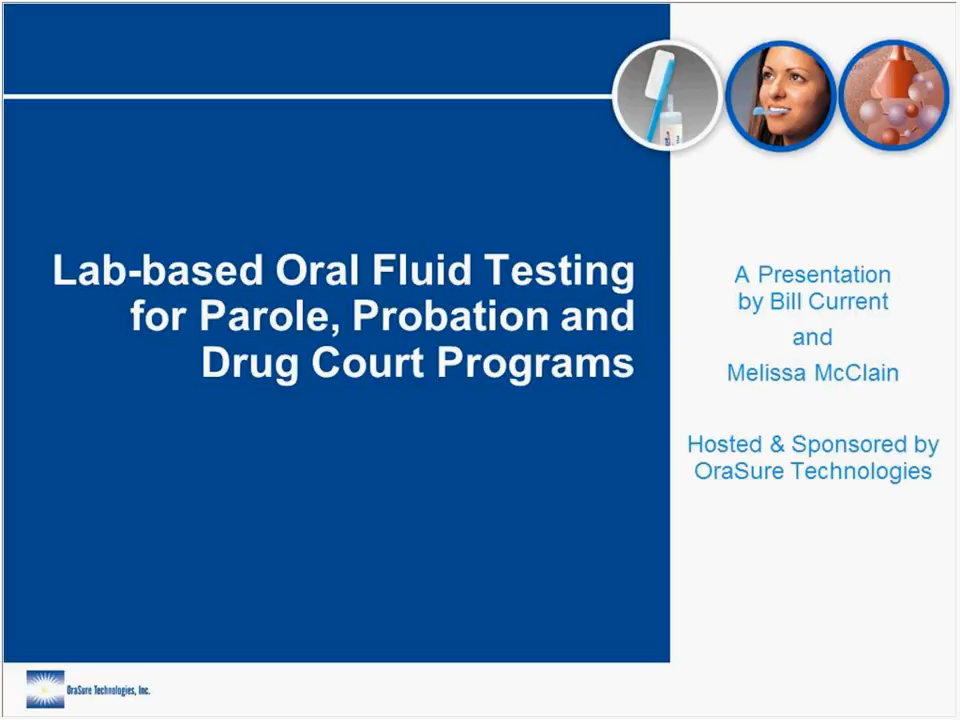 Lab-based Oral Fluid Testing
for Parole, Probation and
Drug Court Programs
A Presentation
by Bill Current
and
Melissa McClain
Hosted & Sponsored by
OraSure Technologies
OraSure Technologies, Inc.